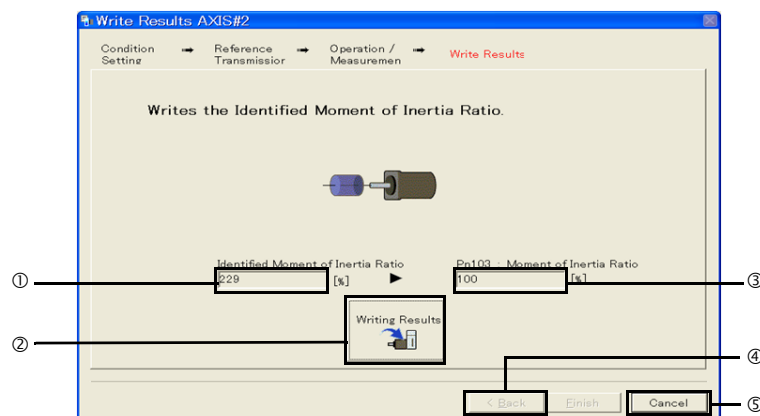 Write Results AXIS#2
Condition Setting ➟ Reference Transmissior ➟ Operation / Measuremen ➟ Write Results
Writes the Identified Moment of Inertia Ratio.
Identified Moment of Inertia Ratio
Pn103 : Moment of Inertia Ratio
① 229 [%] ► 100 [%] ③
Writing Results
②
④
< Back Finish Cancel ⑤